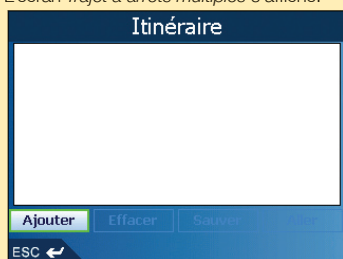 L'écran Trajet à arrêts multiples s'affiche.
Itinéraire
Ajouter Effacer Sauver Aller
ESC